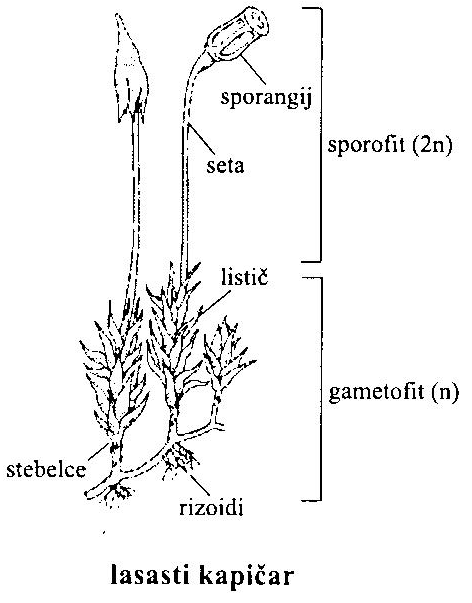 sporangij
sporofit (2n)
seta
listič
gametofit (n)
stebelce
rizoidi
lasasti kapičar